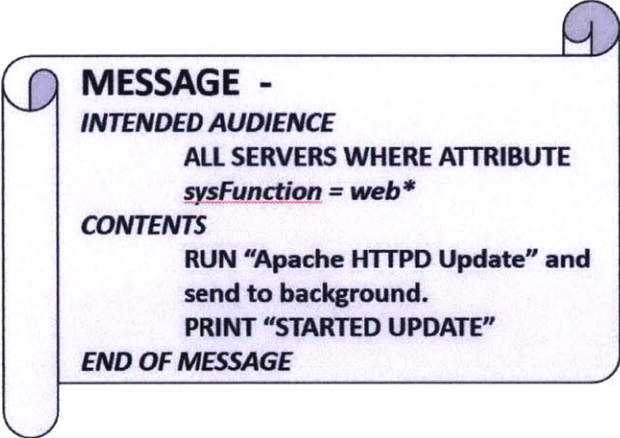 MESSAGE -
INTENDED AUDIENCE
ALL SERVERS WHERE ATTRIBUTE
sysFunction = web*
CONTENTS
RUN “Apache HTTPD Update” and
send to background.
PRINT “STARTED UPDATE”
END OF MESSAGE